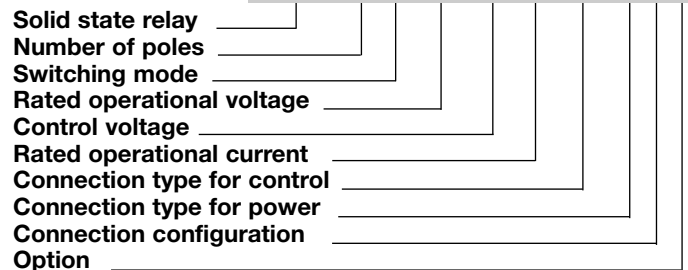 Solid state relay
Number of poles
Switching mode
Rated operational voltage
Control voltage
Rated operational current
Connection type for control
Connection type for power
Connection configuration
Option